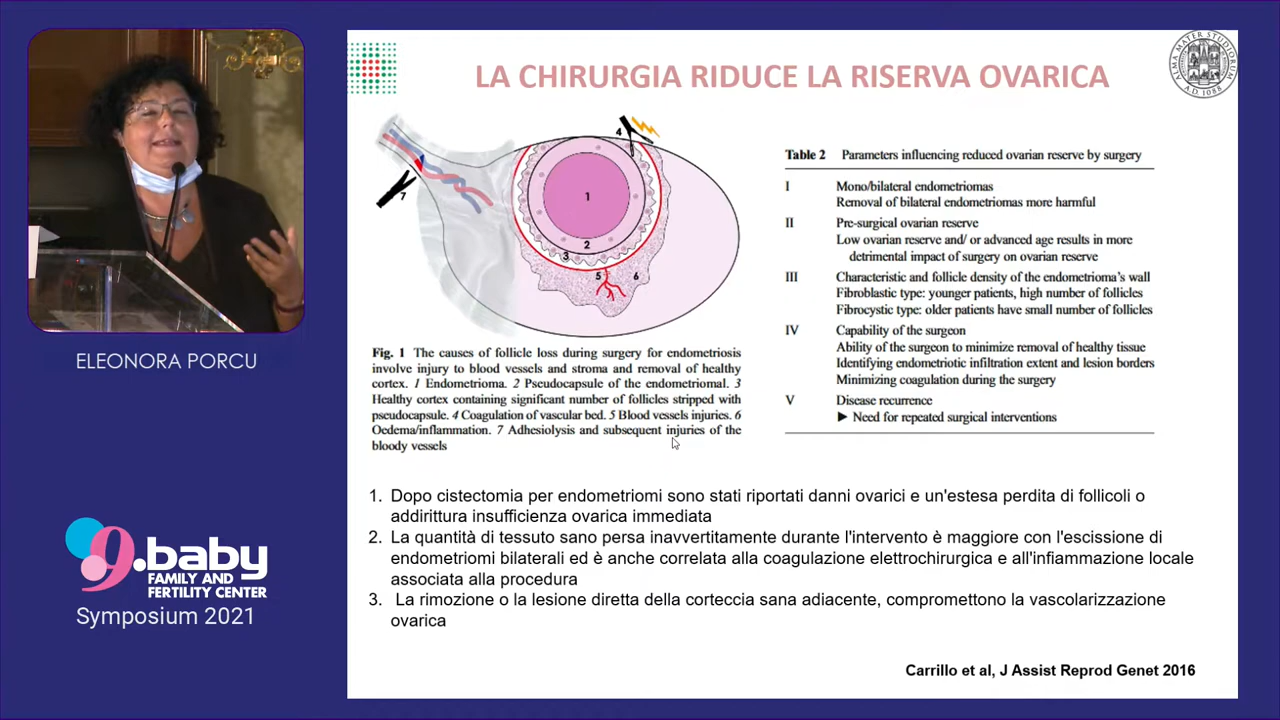 LA CHIRURGIA RIDUCE LA RISERVA OVARICA
ALMA MATER STUDIORUM
A.D. 1088
1
2
3
4
5
6
7
Fig. 1 The causes of follicle loss during surgery for endometriosis
involve injury to blood vessels and stroma and removal of healthy
cortex. 1 Endometrioma. 2 Pseudocapsule of the endometriomal. 3
Healthy cortex containing significant number of follicles stripped with
pseudocapsule. 4 Coagulation of vascular bed. 5 Blood vessels injuries. 6
Oedema/inflammation. 7 Adhesiolysis and subsequent injuries of the
bloody vessels
Table 2 Parameters influencing reduced ovarian reserve by surgery
I Mono/bilateral endometriomas
Removal of bilateral endometriomas more harmful
II Pre-surgical ovarian reserve
Low ovarian reserve and/ or advanced age results in more
detrimental impact of surgery on ovarian reserve
III Characteristic and follicle density of the endometrioma's wall
Fibroblastic type: younger patients, high number of follicles
Fibrocystic type: older patients have small number of follicles
IV Capability of the surgeon
Ability of the surgeon to minimize removal of healthy tissue
Identifying endometriotic infiltration extent and lesion borders
Minimizing coagulation during the surgery
V Disease recurrence
► Need for repeated surgical interventions
1. Dopo cistectomia per endometriomi sono stati riportati danni ovarici e un'estesa perdita di follicoli o
addirittura insufficienza ovarica immediata
2. La quantità di tessuto sano persa inavvertitamente durante l'intervento è maggiore con l'escissione di
endometriomi bilaterali ed è anche correlata alla coagulazione elettrochirurgica e all'infiammazione locale
associata alla procedura
3. La rimozione o la lesione diretta della corteccia sana adiacente, compromettono la vascolarizzazione
ovarica
Carrillo et al, J Assist Reprod Genet 2016
ELEONORA PORCU
9.baby
FAMILY AND
FERTILITY CENTER
Symposium 2021